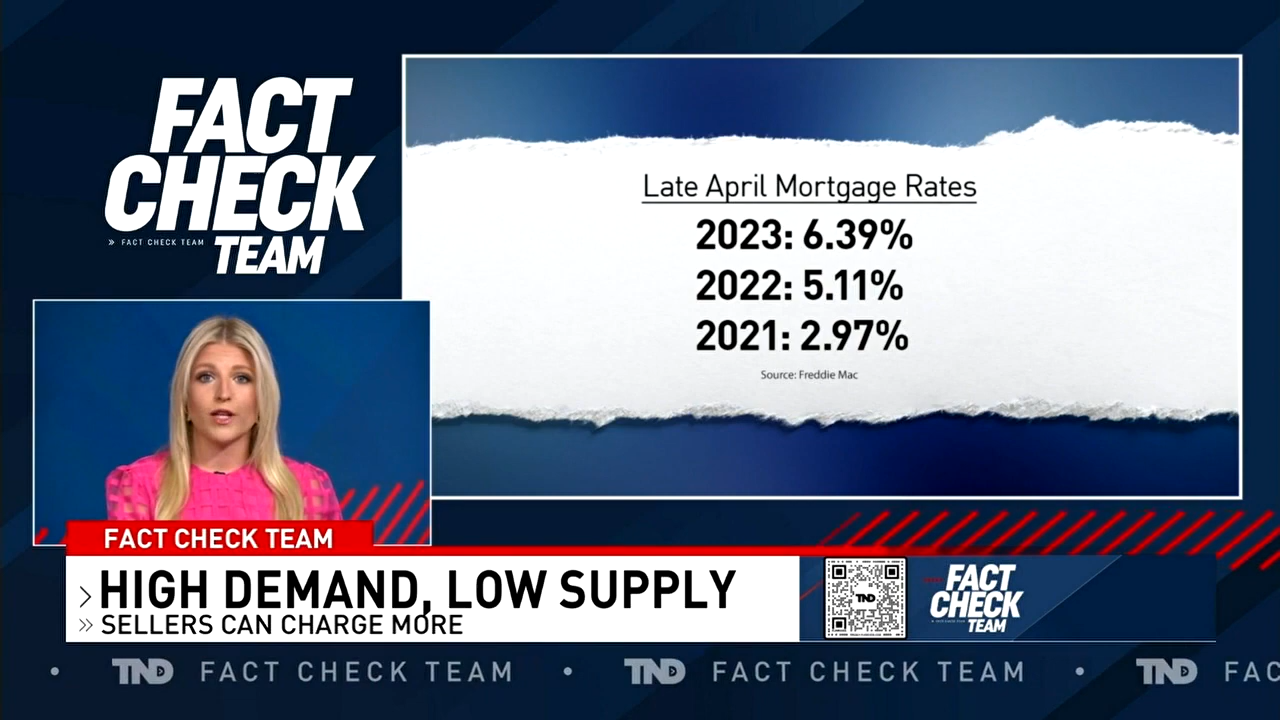 FACT
CHECK
» FACT CHECK TEAM
TEAM
Late April Mortgage Rates
2023: 6.39%
2022: 5.11%
2021: 2.97%
Source: Freddie Mac
FACT CHECK TEAM
HIGH DEMAND, LOW SUPPLY
» SELLERS CAN CHARGE MORE
TND
FACT
CHECK
TEAM
TND FACT CHECK TEAM • TND FACT CHECK TEAM • TND FAC